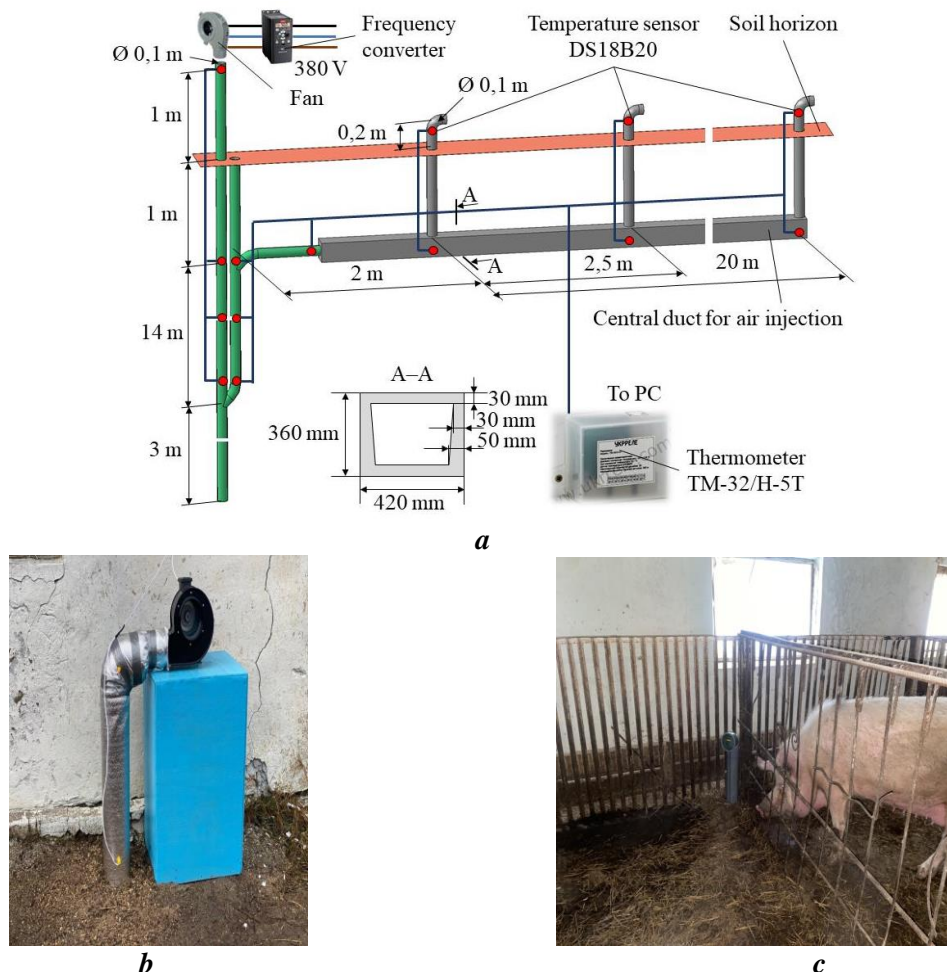 Frequency
converter
Temperature sensor
DS18B20
Soil horizon
Ø 0,1 m
380 V
Fan
Ø 0,1 m
1 m
0,2 m
A
1 m
A
2 m
2,5 m
20 m
14 m
Central duct for air injection
A–A
To PC
30 mm
30 mm
360 mm
50 mm
3 m
УКРРЕЛЕ
Thermometer
TM-32/H-5T
420 mm
a
b
c